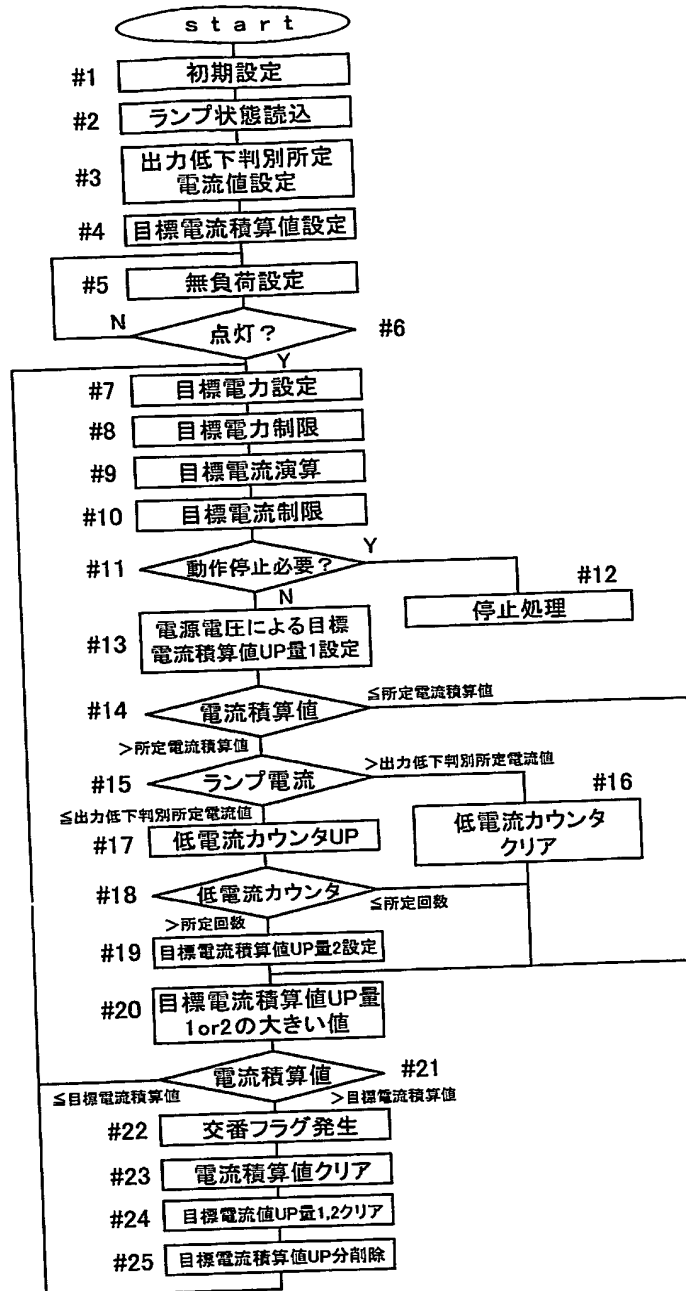 start
#1 初期設定
#2 ランプ状態読込
#3 出力低下判別所定
電流値設定
#4 目標電流積算値設定
#5 無負荷設定
N 点灯？ #6
Y
#7 目標電力設定
#8 目標電力制限
#9 目標電流演算
#10 目標電流制限
#11 動作停止必要？ Y
N
#12
停止処理
#13 電源電圧による目標
電流積算値UP量1設定
#14 電流積算値 ≦所定電流積算値
＞所定電流積算値
#15 ランプ電流 ＞出力低下判別所定電流値
≦出力低下判別所定電流値
#16
低電流カウンタ
クリア
#17 低電流カウンタUP
#18 低電流カウンタ ≦所定回数
＞所定回数
#19 目標電流積算値UP量2設定
#20 目標電流積算値UP量
1or2の大きい値
電流積算値 #21
≦目標電流積算値 ＞目標電流積算値
#22 交番フラグ発生
#23 電流積算値クリア
#24 目標電流値UP量1,2クリア
#25 目標電流積算値UP分削除